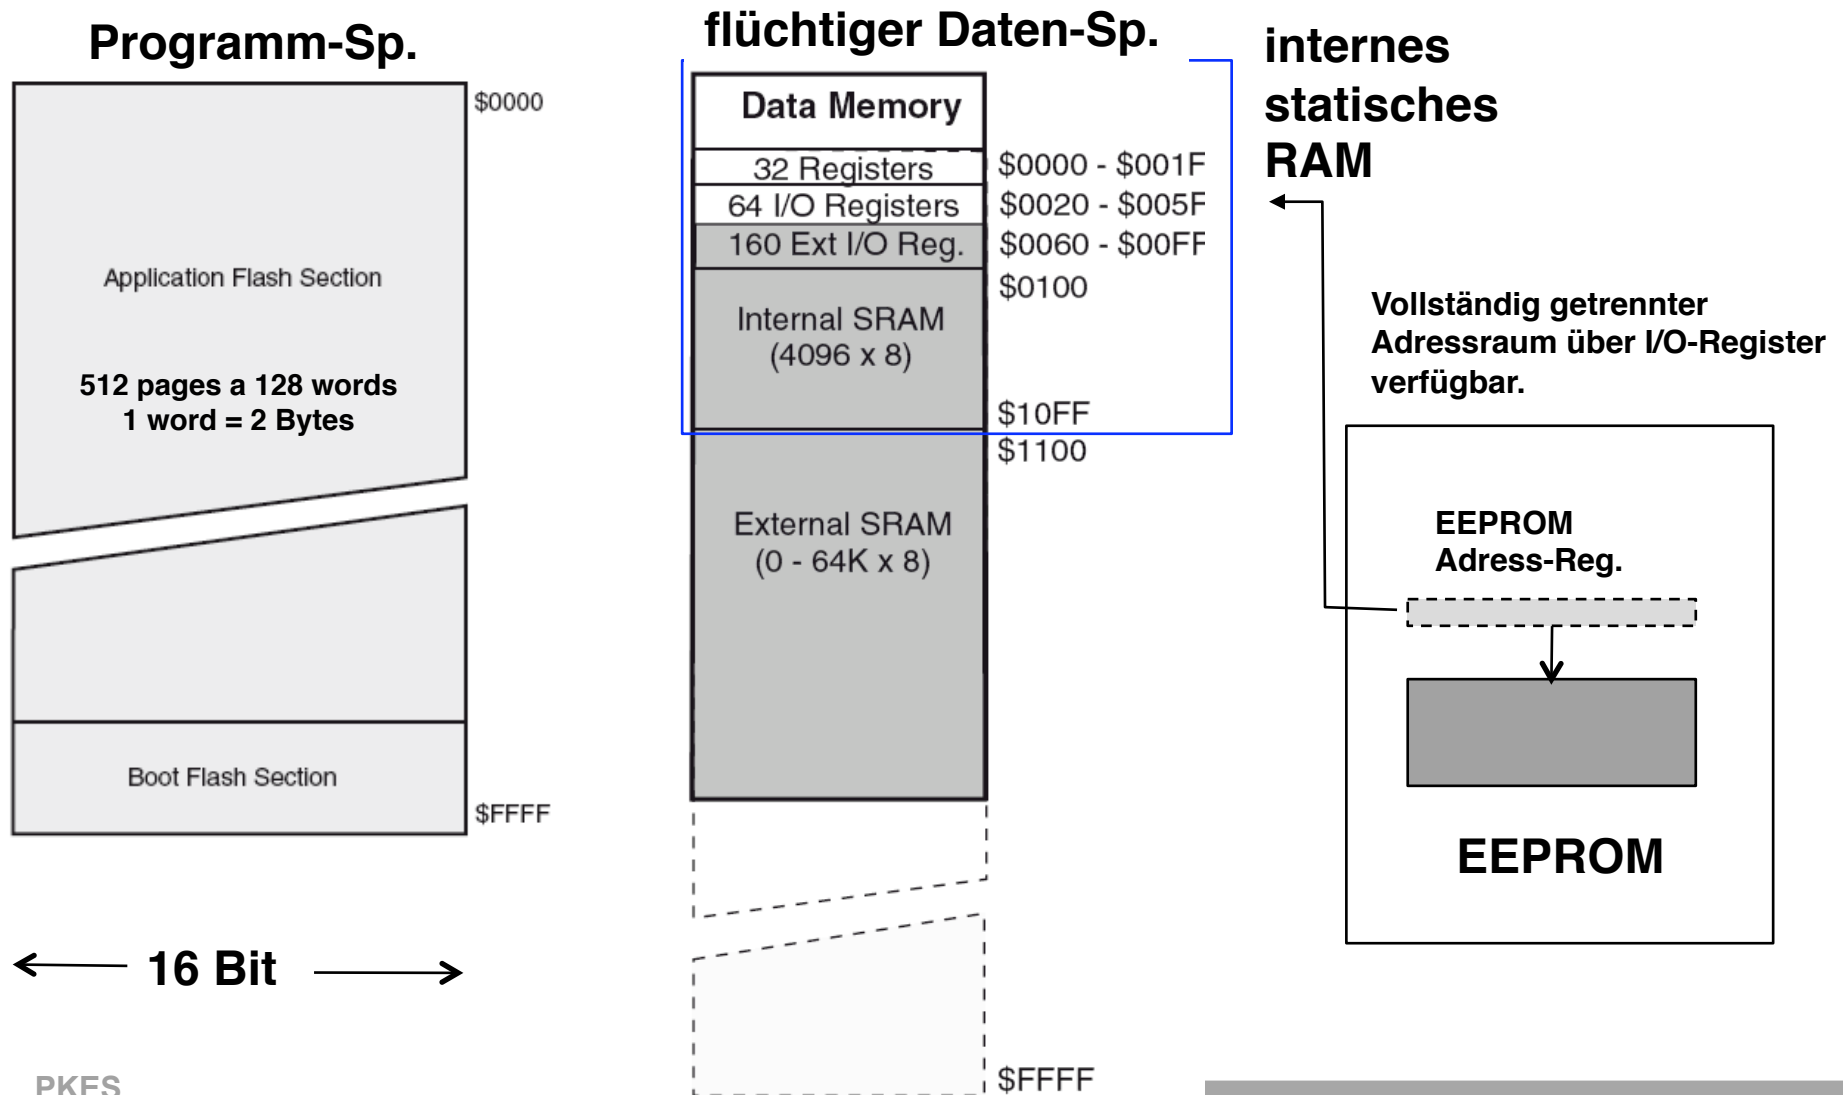 Programm-Sp.
$0000
Application Flash Section
512 pages a 128 words
1 word = 2 Bytes
Boot Flash Section
$FFFF
16 Bit
flüchtiger Daten-Sp.
Data Memory
32 Registers
$0000 - $001F
64 I/O Registers
$0020 - $005F
160 Ext I/O Reg.
$0060 - $00FF
$0100
Internal SRAM
(4096 x 8)
$10FF
$1100
External SRAM
(0 - 64K x 8)
$FFFF
internes
statisches
RAM
Vollständig getrennter
Adressraum über I/O-Register
verfügbar.
EEPROM
Adress-Reg.
EEPROM
PKES